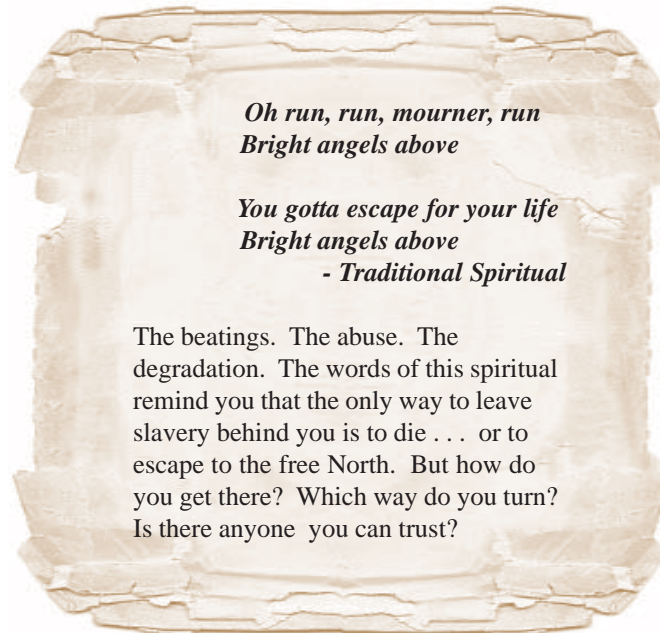 Oh run, run, mourner, run
Bright angels above
You gotta escape for your life
Bright angels above
- Traditional Spiritual
The beatings.  The abuse.  The
degradation.  The words of this spiritual
remind you that the only way to leave
slavery behind you is to die . . .  or to
escape to the free North.  But how do
you get there?  Which way do you turn?
Is there anyone  you can trust?